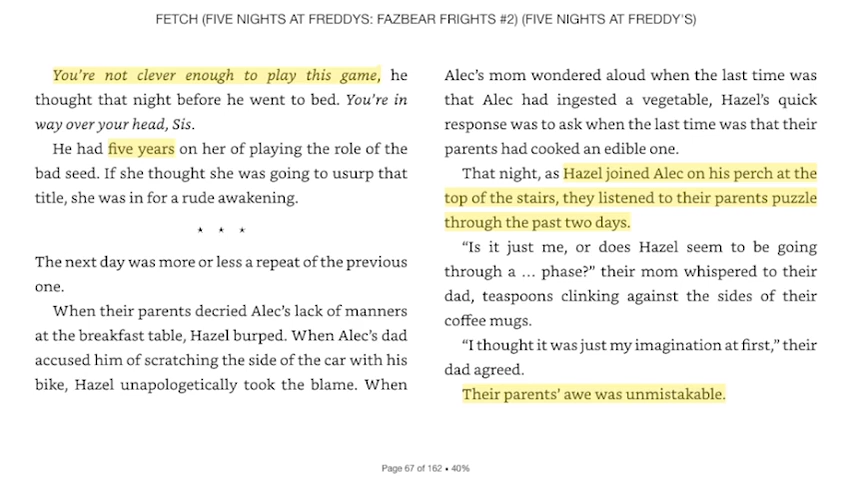 FETCH (FIVE NIGHTS AT FREDDYS: FAZBEAR FRIGHTS #2) (FIVE NIGHTS AT FREDDY'S)
You’re not clever enough to play this game, he
thought that night before he went to bed. You’re in
way over your head, Sis.
He had five years on her of playing the role of the
bad seed. If she thought she was going to usurp that
title, she was in for a rude awakening.
* * *
The next day was more or less a repeat of the previous
one.
When their parents decried Alec’s lack of manners
at the breakfast table, Hazel burped. When Alec’s dad
accused him of scratching the side of the car with his
bike, Hazel unapologetically took the blame. When
Alec’s mom wondered aloud when the last time was
that Alec had ingested a vegetable, Hazel’s quick
response was to ask when the last time was that their
parents had cooked an edible one.
That night, as Hazel joined Alec on his perch at the
top of the stairs, they listened to their parents puzzle
through the past two days.
“Is it just me, or does Hazel seem to be going
through a … phase?” their mom whispered to their
dad, teaspoons clinking against the sides of their
coffee mugs.
“I thought it was just my imagination at first,” their
dad agreed.
Their parents’ awe was unmistakable.
Page 67 of 162 • 40%